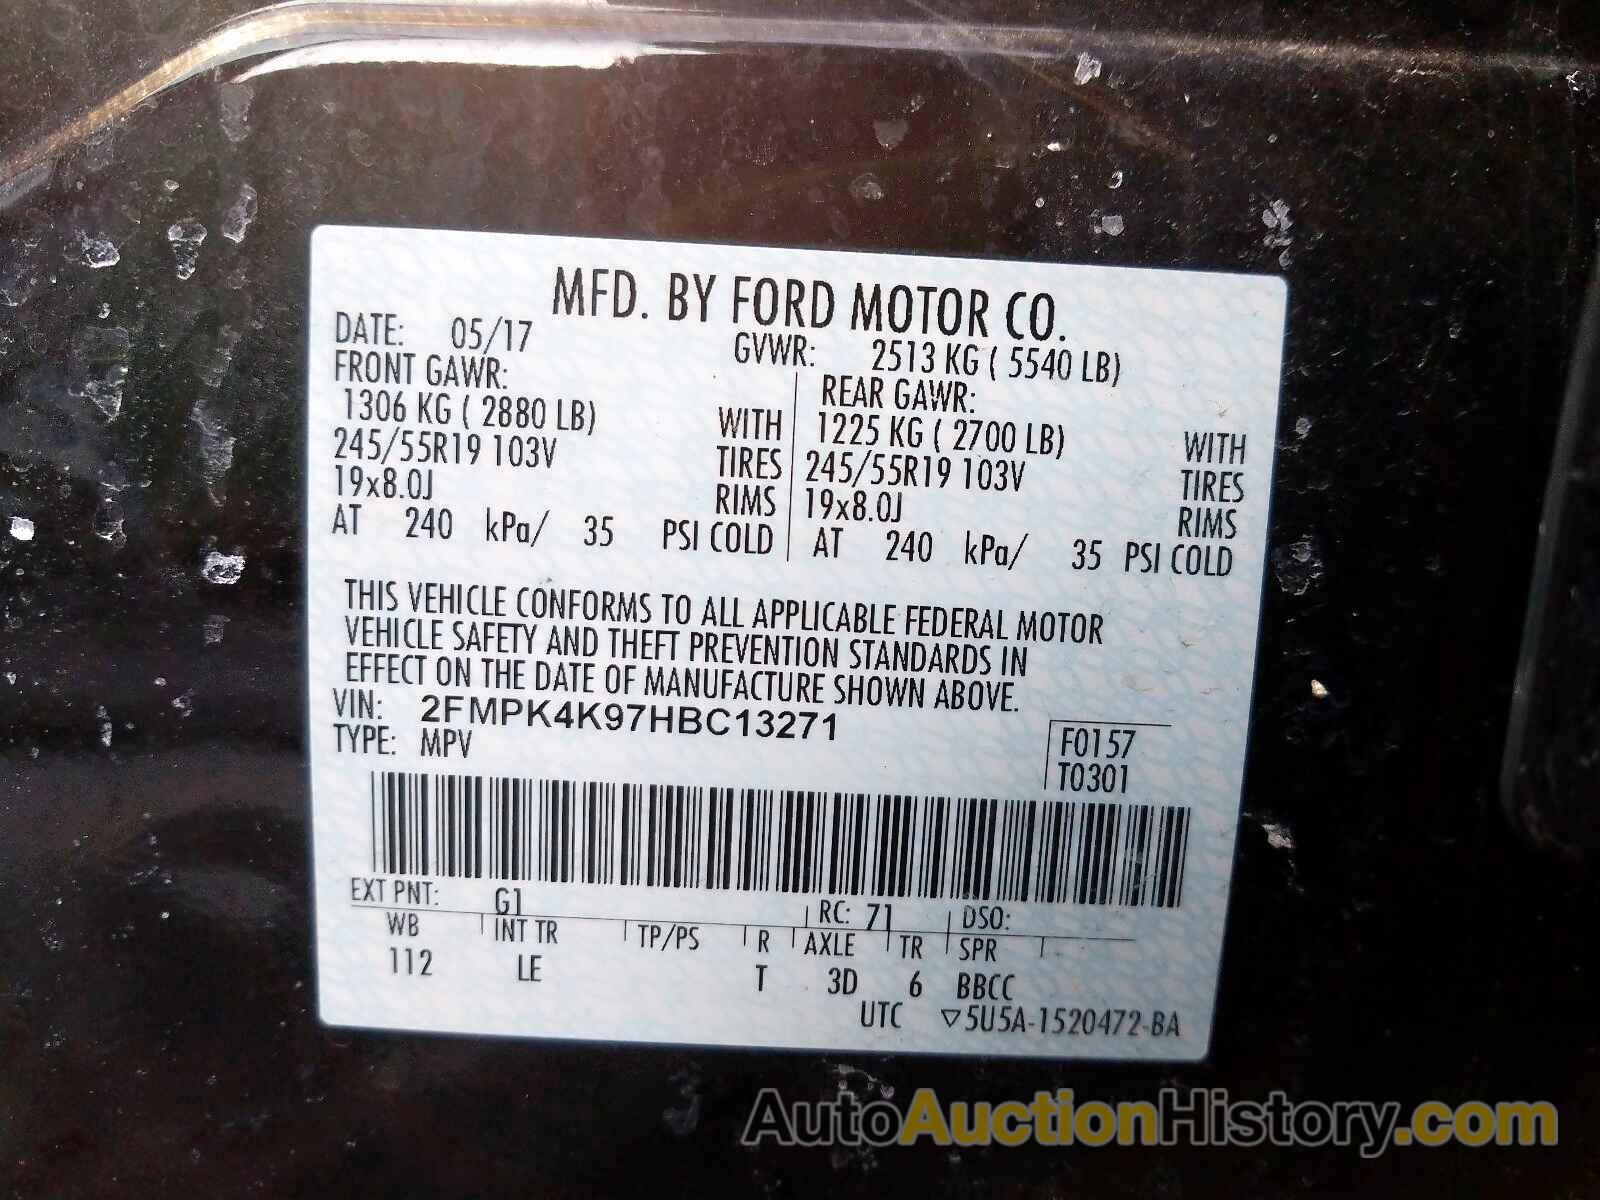 MFD. BY FORD MOTOR CO.
DATE: 05/17 GVWR: 2513 KG ( 5540 LB)
FRONT GAWR: REAR GAWR:
1306 KG ( 2880 LB) WITH 1225 KG ( 2700 LB) WITH
245/55R19 103V TIRES 245/55R19 103V TIRES
19x8.0J RIMS 19x8.0J RIMS
AT 240 kPa/ 35 PSI COLD AT 240 kPa/ 35 PSI COLD
THIS VEHICLE CONFORMS TO ALL APPLICABLE FEDERAL MOTOR
VEHICLE SAFETY AND THEFT PREVENTION STANDARDS IN
EFFECT ON THE DATE OF MANUFACTURE SHOWN ABOVE.
VIN: 2FMPK4K97HBC13271
TYPE: MPV
F0157
T0301
EXT PNT: G1 RC: 71 DSO:
WB INT TR TP/PS R AXLE TR SPR
112 LE T 3D 6 BBCC
UTC ▽5U5A-1520472-BA
AutoAuctionHistory.com